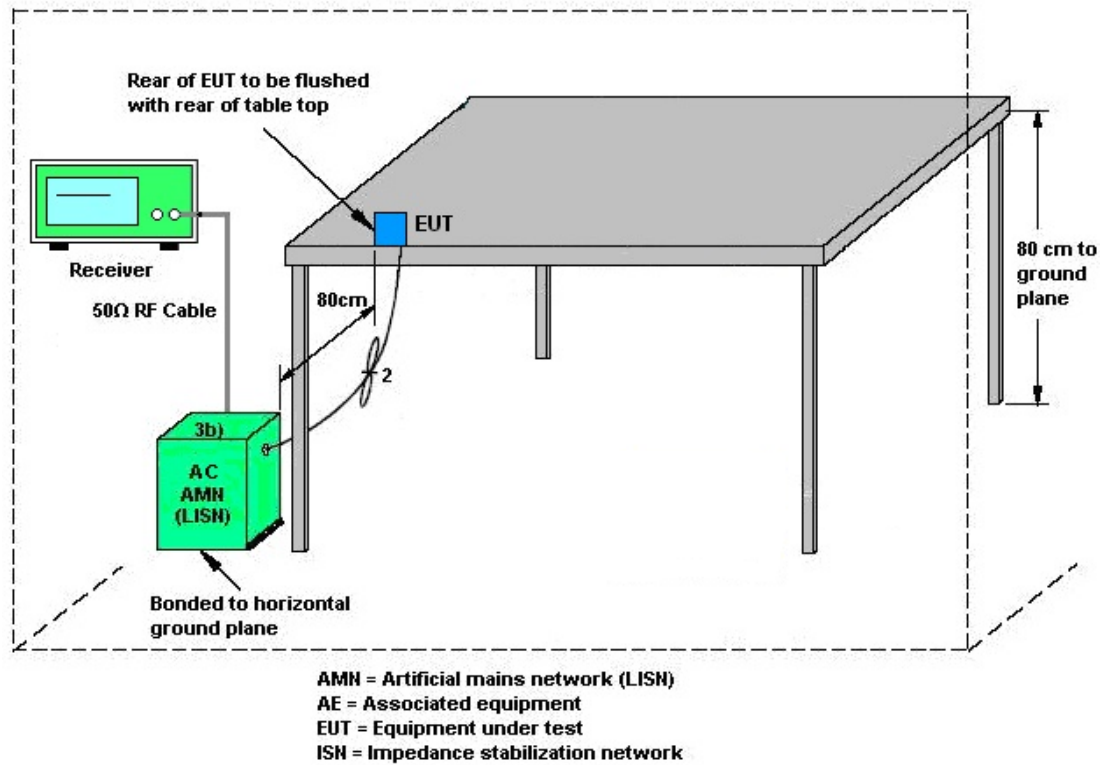 Rear of EUT to be flushed
with rear of table top
EUT
Receiver
50Ω RF Cable
80cm
80 cm to
ground
plane
2
3b)
AC
AMN
(LISN)
Bonded to horizontal
ground plane
AMN = Artificial mains network (LISN)
AE = Associated equipment
EUT = Equipment under test
ISN = Impedance stabilization network